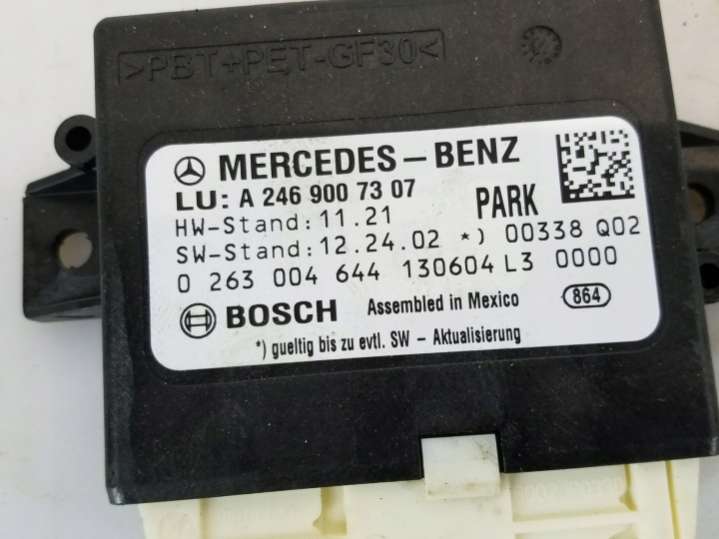 >PBT+PET-GF30<
MERCEDES-BENZ
LU: A 246 900 73 07
PARK
HW-Stand: 11.21
SW-Stand: 12.24.02 *) 00338 Q02
0 263 004 644 130604 L3 0000
BOSCH Assembled in Mexico 864
*) gueltig bis zu evtl. SW - Aktualisierung